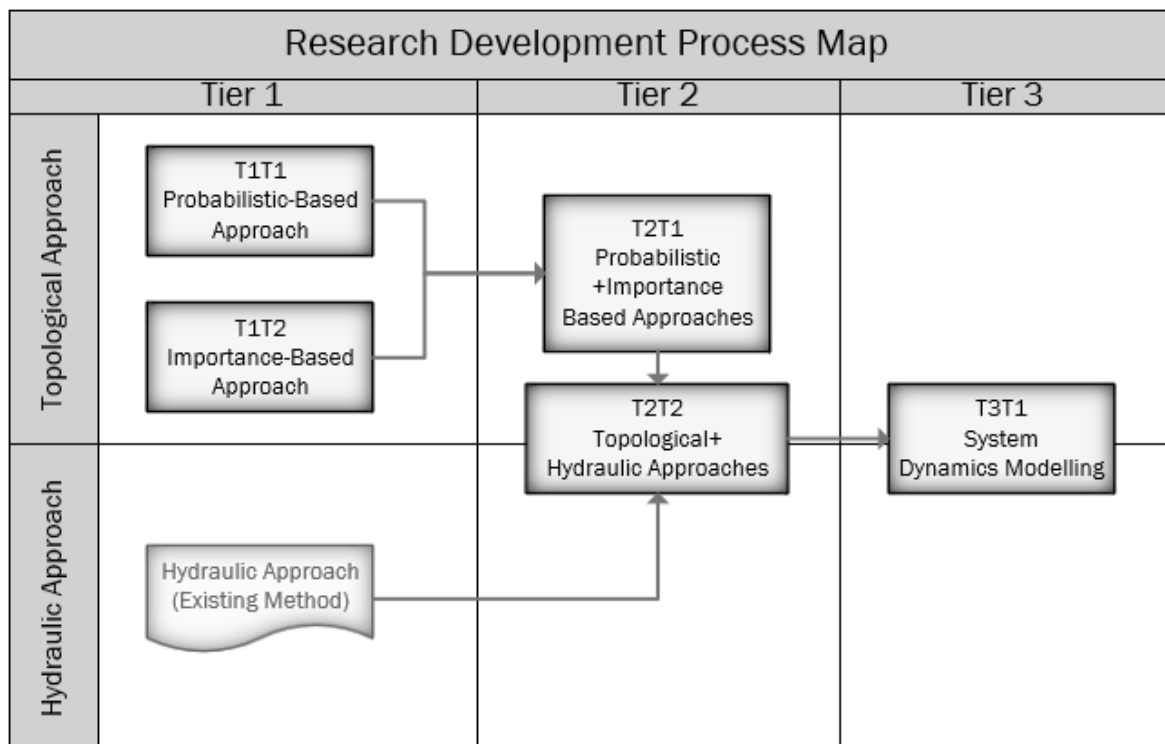 Research Development Process Map
Tier 1
Tier 2
Tier 3
Topological Approach
T1T1
Probabilistic-Based
Approach
T1T2
Importance-Based
Approach
T2T1
Probabilistic
+Importance
Based Approaches
T2T2
Topological+
Hydraulic Approaches
T3T1
System
Dynamics Modelling
Hydraulic Approach
Hydraulic Approach
(Existing Method)